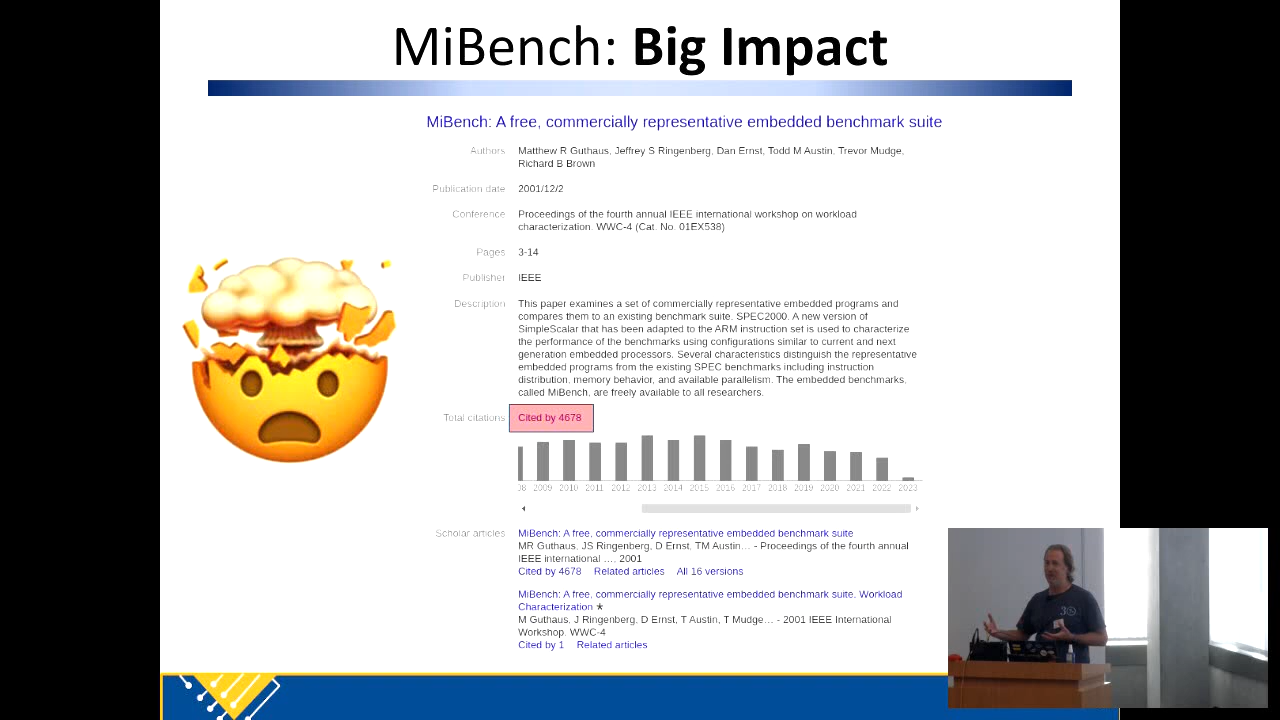 MiBench: Big Impact
MiBench: A free, commercially representative embedded benchmark suite
Authors Matthew R Guthaus, Jeffrey S Ringenberg, Dan Ernst, Todd M Austin, Trevor Mudge,
Richard B Brown
Publication date 2001/12/2
Conference Proceedings of the fourth annual IEEE international workshop on workload
characterization. WWC-4 (Cat. No. 01EX538)
Pages 3-14
Publisher IEEE
Description This paper examines a set of commercially representative embedded programs and
compares them to an existing benchmark suite, SPEC2000. A new version of
SimpleScalar that has been adapted to the ARM instruction set is used to characterize
the performance of the benchmarks using configurations similar to current and next
generation embedded processors. Several characteristics distinguish the representative
embedded programs from the existing SPEC benchmarks including instruction
distribution, memory behavior, and available parallelism. The embedded benchmarks,
called MiBench, are freely available to all researchers.
Total citations Cited by 4678
08 2009 2010 2011 2012 2013 2014 2015 2016 2017 2018 2019 2020 2021 2022 2023
Scholar articles MiBench: A free, commercially representative embedded benchmark suite
MR Guthaus, JS Ringenberg, D Ernst, TM Austin… - Proceedings of the fourth annual
IEEE international …, 2001
Cited by 4678 Related articles All 16 versions
MiBench: A free, commercially representative embedded benchmark suite. Workload
Characterization *
M Guthaus, J Ringenberg, D Ernst, T Austin, T Mudge… - 2001 IEEE International
Workshop. WWC-4
Cited by 1 Related articles